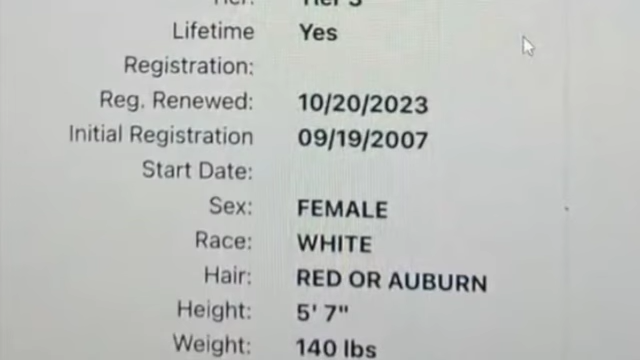 Lifetime Yes
Registration:
Reg. Renewed: 10/20/2023
Initial Registration 09/19/2007
Start Date:
Sex: FEMALE
Race: WHITE
Hair: RED OR AUBURN
Height: 5' 7"
Weight: 140 lbs